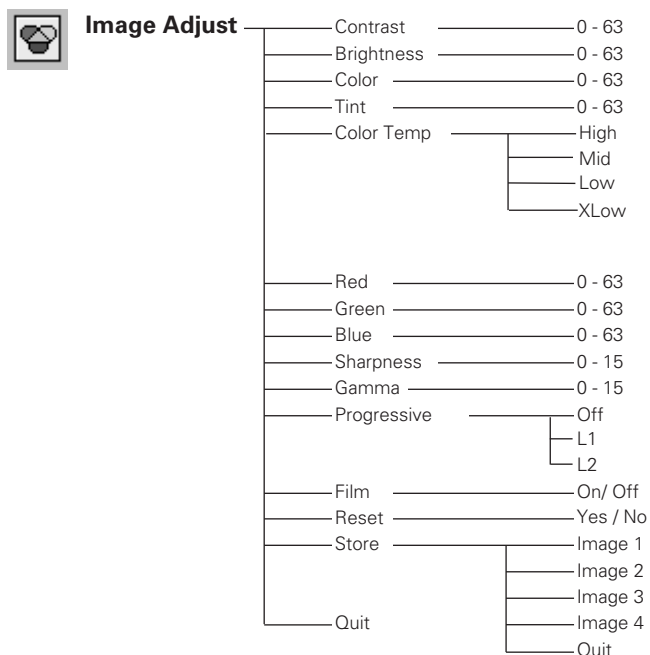 Image Adjust Contrast 0 - 63
Brightness 0 - 63
Color 0 - 63
Tint 0 - 63
Color Temp High
Mid
Low
XLow
Red 0 - 63
Green 0 - 63
Blue 0 - 63
Sharpness 0 - 15
Gamma 0 - 15
Progressive Off
L1
L2
Film On/ Off
Reset Yes / No
Store Image 1
Image 2
Image 3
Quit Image 4
Quit